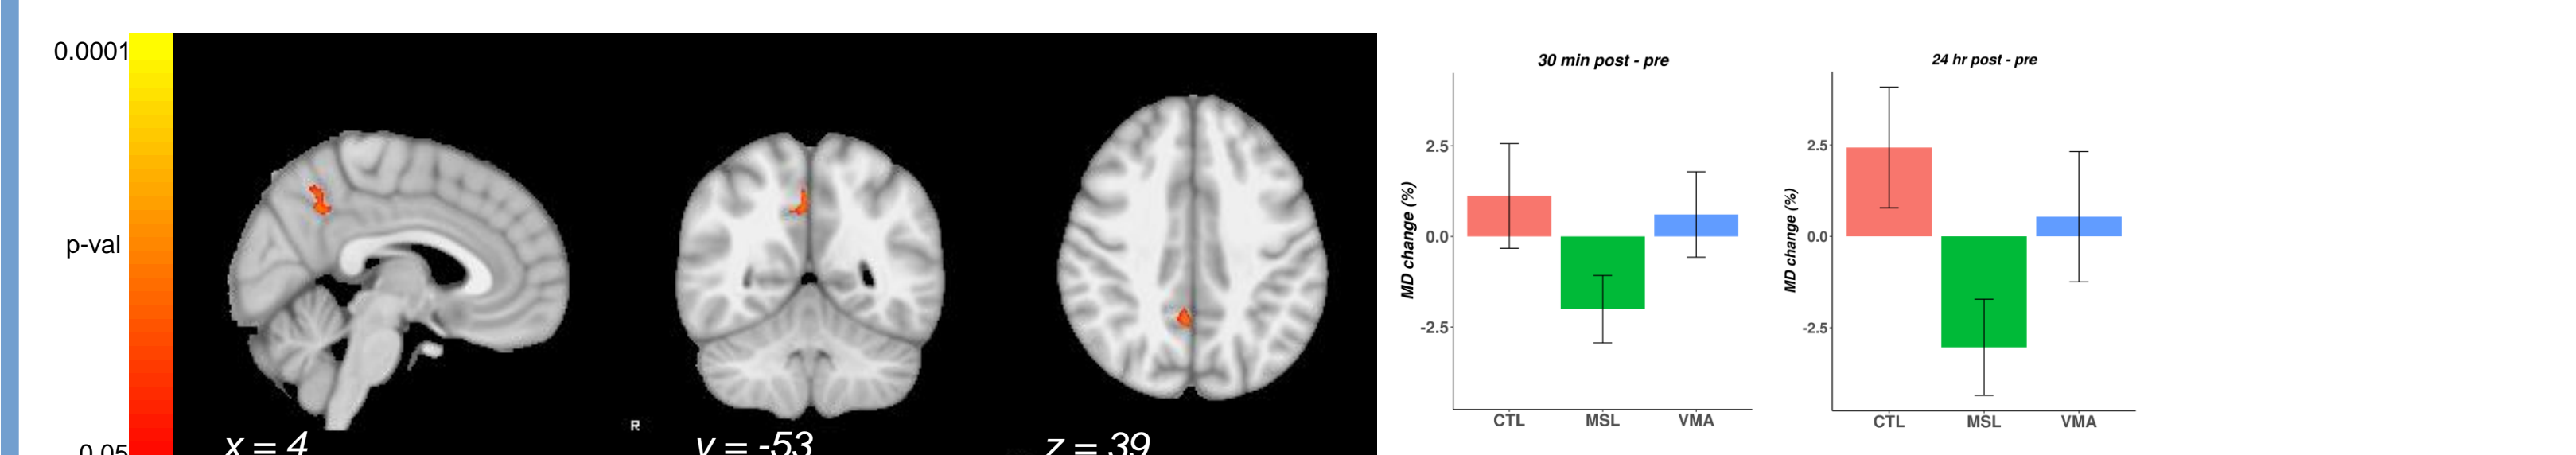 0.0001
p-val
0.05
x = 4
R
y = -53
z = 39
30 min post - pre
MD change (%)
2.5
0.0
-2.5
CTL MSL VMA
24 hr post - pre
MD change (%)
2.5
0.0
-2.5
CTL MSL VMA